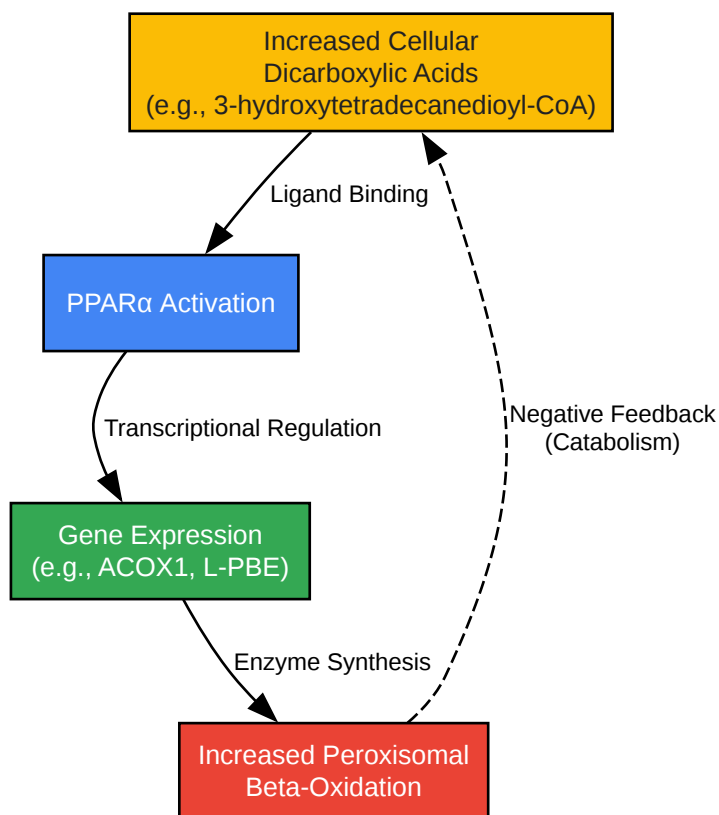 Increased Cellular
Dicarboxylic Acids
(e.g., 3-hydroxytetradecanedioyl-CoA)
Ligand Binding
PPARα Activation
Negative Feedback
(Catabolism)
Transcriptional Regulation
Gene Expression
(e.g., ACOX1, L-PBE)
Enzyme Synthesis
Increased Peroxisomal
Beta-Oxidation